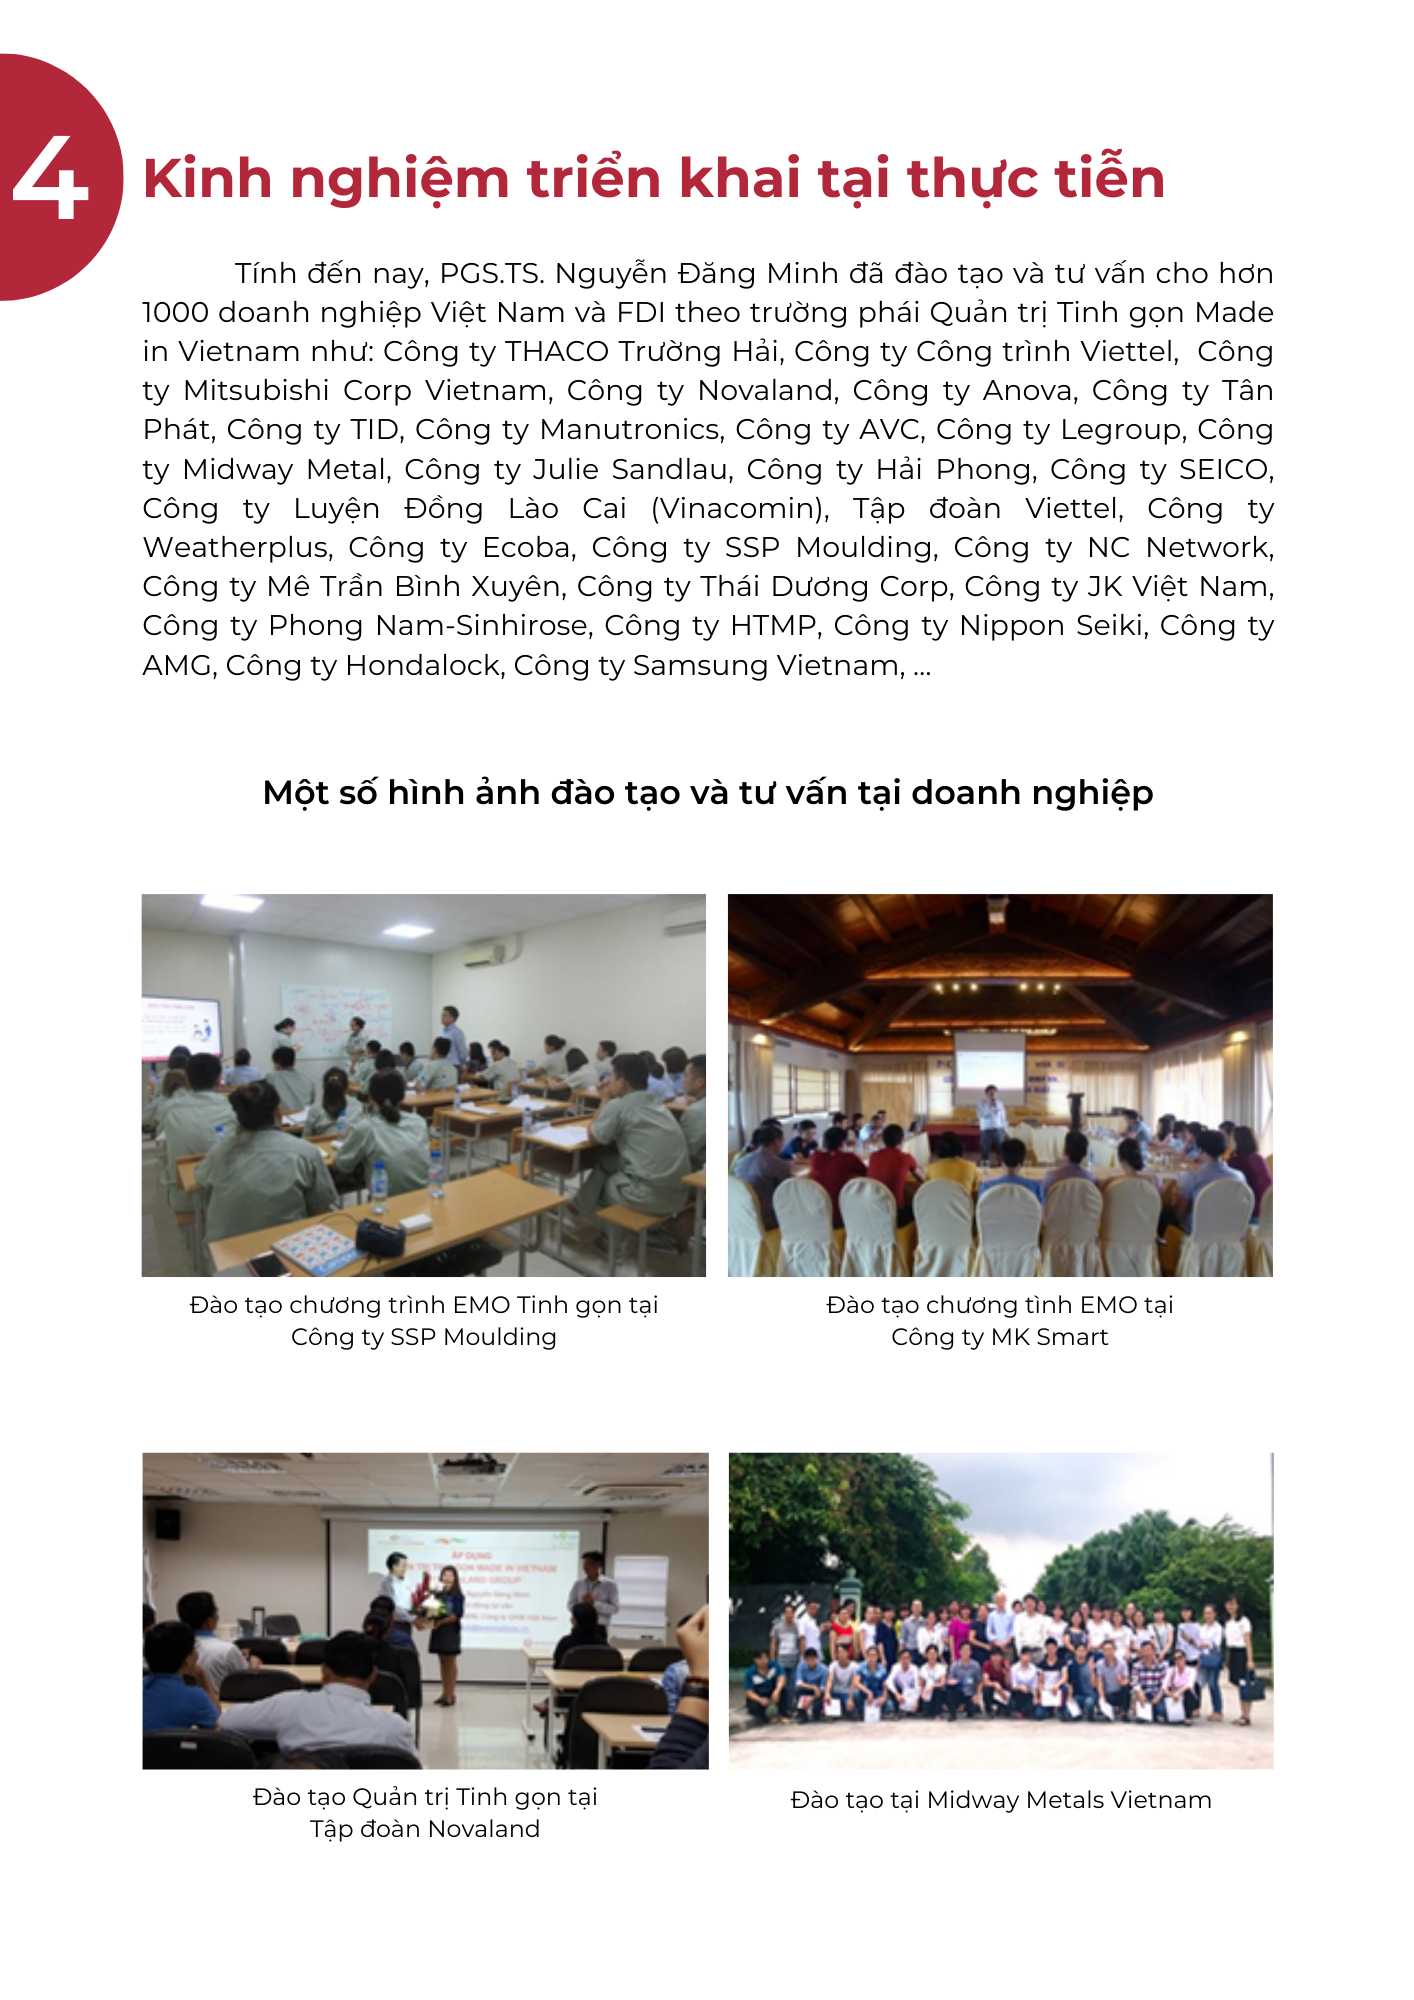 4
Kinh nghiệm triển khai tại thực tiễn
Tính đến nay, PGS.TS. Nguyễn Đăng Minh đã đào tạo và tư vấn cho hơn
1000 doanh nghiệp Việt Nam và FDI theo trường phái Quản trị Tinh gọn Made
in Vietnam như: Công ty THACO Trường Hải, Công ty Công trình Viettel, Công
ty Mitsubishi Corp Vietnam, Công ty Novaland, Công ty Anova, Công ty Tân
Phát, Công ty TID, Công ty Manutronics, Công ty AVC, Công ty Legroup, Công
ty Midway Metal, Công ty Julie Sandlau, Công ty Hải Phong, Công ty SEICO,
Công ty Luyện Đồng Lào Cai (Vinacomin), Tập đoàn Viettel, Công ty
Weatherplus, Công ty Ecoba, Công ty SSP Moulding, Công ty NC Network,
Công ty Mê Trần Bình Xuyên, Công ty Thái Dương Corp, Công ty JK Việt Nam,
Công ty Phong Nam-Sinhirose, Công ty HTMP, Công ty Nippon Seiki, Công ty
AMG, Công ty Hondalock, Công ty Samsung Vietnam, ...
Một số hình ảnh đào tạo và tư vấn tại doanh nghiệp
Đào tạo chương trình EMO Tinh gọn tại
Công ty SSP Moulding
Đào tạo chương tình EMO tại
Công ty MK Smart
ÁP DỤNG
MADE IN VIETNAM
GROUP
Đào tạo Quản trị Tinh gọn tại
Tập đoàn Novaland
Đào tạo tại Midway Metals Vietnam